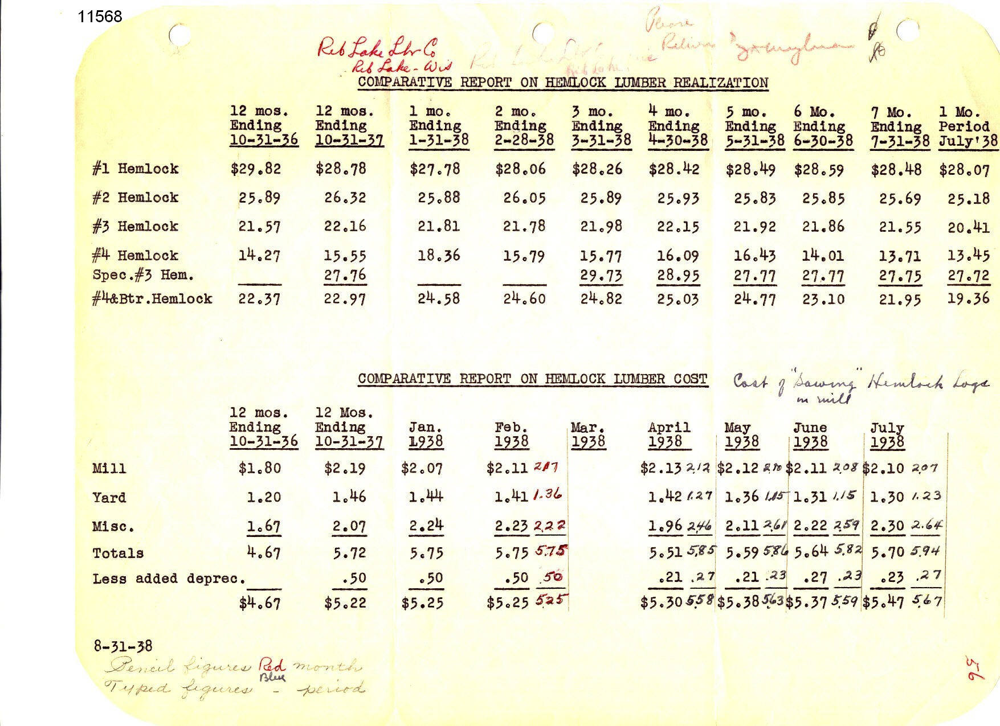 11568
Please
Return
Rib Lake Lbr Co
Rib Lake - Wis
COMPARATIVE REPORT ON HEMLOCK LUMBER REALIZATION
12 mos. 12 mos. 1 mo. 2 mo. 3 mo. 4 mo. 5 mo. 6 Mo. 7 Mo. 1 Mo.
Ending Ending Ending Ending Ending Ending Ending Ending Ending Period
10-31-36 10-31-37 1-31-38 2-28-38 3-31-38 4-30-38 5-31-38 6-30-38 7-31-38 July'38
#1 Hemlock $29.82 $28.78 $27.78 $28.06 $28.26 $28.42 $28.49 $28.59 $28.48 $28.07
#2 Hemlock 25.89 26.32 25.88 26.05 25.89 25.93 25.83 25.85 25.69 25.18
#3 Hemlock 21.57 22.16 21.81 21.78 21.98 22.15 21.92 21.86 21.55 20.41
#4 Hemlock 14.27 15.55 18.36 15.79 15.77 16.09 16.43 14.01 13.71 13.45
Spec.#3 Hem. 27.76 29.73 28.95 27.77 27.77 27.75 27.72
#4&Btr.Hemlock 22.37 22.97 24.58 24.60 24.82 25.03 24.77 23.10 21.95 19.36
COMPARATIVE REPORT ON HEMLOCK LUMBER COST Cost of "Sawing" Hemlock Logs
in mill
12 mos. 12 Mos.
Ending Ending Jan. Feb. Mar. April May June July
10-31-36 10-31-37 1938 1938 1938 1938 1938 1938 1938
Mill $1.80 $2.19 $2.07 $2.11 2.17 $2.13 2.12 $2.12 2.10 $2.11 2.08 $2.10 2.07
Yard 1.20 1.46 1.44 1.41 1.36 1.42 1.27 1.36 1.15 1.31 1.15 1.30 1.23
Misc. 1.67 2.07 2.24 2.23 2.22 1.96 2.46 2.11 2.61 2.22 2.59 2.30 2.64
Totals 4.67 5.72 5.75 5.75 5.75 5.51 5.85 5.59 5.86 5.64 5.82 5.70 5.94
Less added deprec. .50 .50 .50 .50 .21 .27 .21 .23 .27 .23 .23 .27
$4.67 $5.22 $5.25 $5.25 5.25 $5.30 5.58 $5.38 5.63 $5.37 5.59 $5.47 5.67
8-31-38
Pencil figures Red month
Blue
Typed figures - period